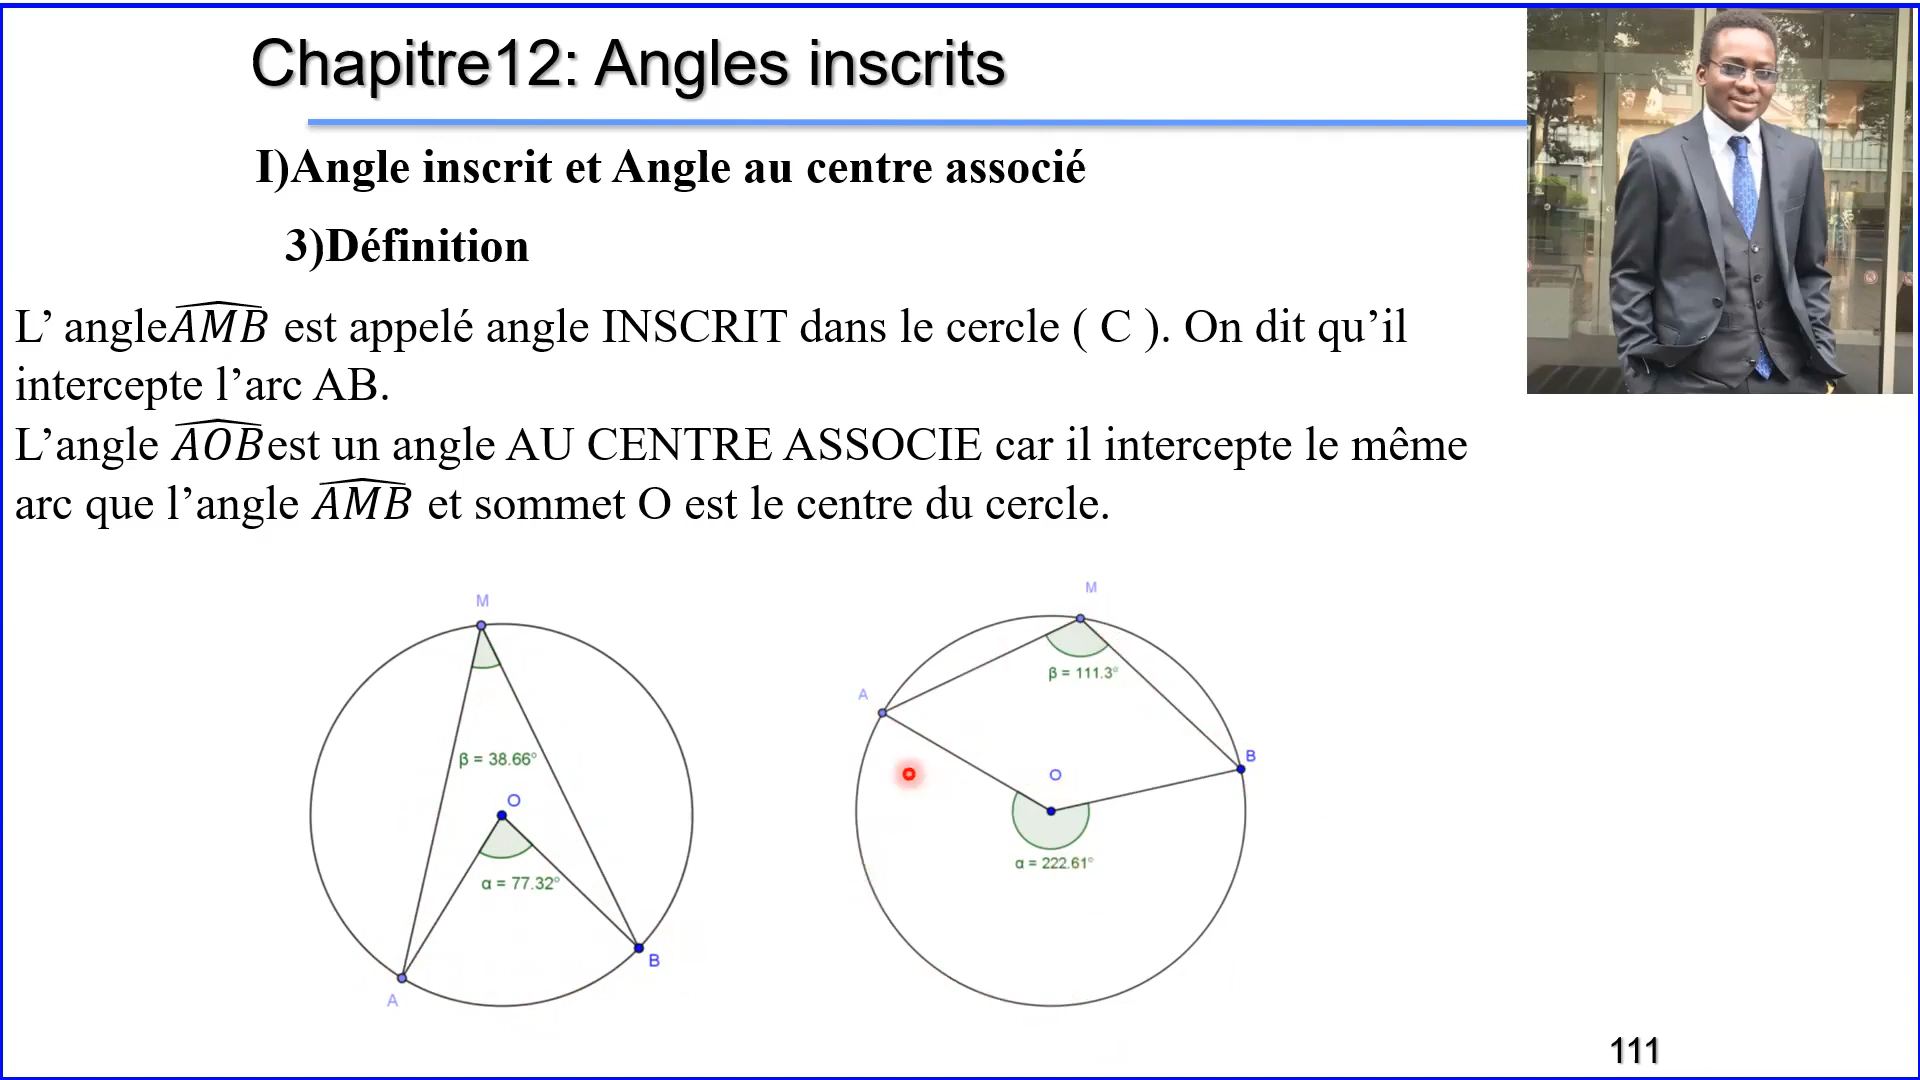 Chapitre12: Angles inscrits
I)Angle inscrit et Angle au centre associé
3)Définition
L’ angle AMB est appelé angle INSCRIT dans le cercle ( C ). On dit qu’il
intercepte l’arc AB.
L’angle AOB est un angle AU CENTRE ASSOCIE car il intercepte le même
arc que l’angle AMB et sommet O est le centre du cercle.
M
β = 38.66°
O
α = 77.32°
B
A
M
β = 111.3°
A
B
O
α = 222.61°
111